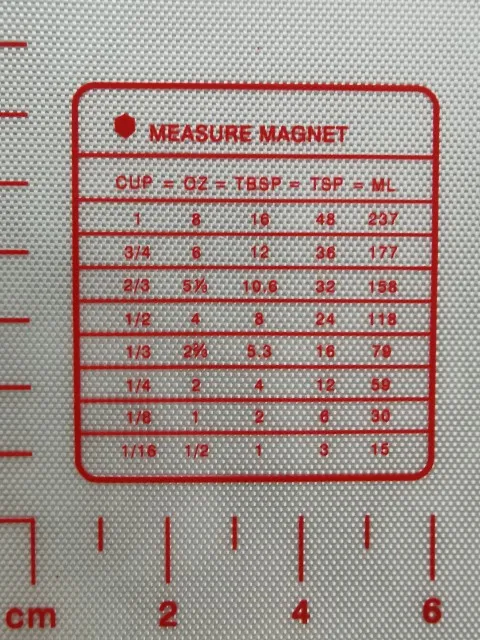 MEASURE MAGNET
CUP = OZ = TBSP = TSP = ML
1 8 16 48 237
3/4 6 12 36 177
2/3 5⅓ 10.6 32 158
1/2 4 8 24 118
1/3 2⅔ 5.3 16 79
1/4 2 4 12 59
1/8 1 2 6 30
1/16 1/2 1 3 15
cm 2 4 6